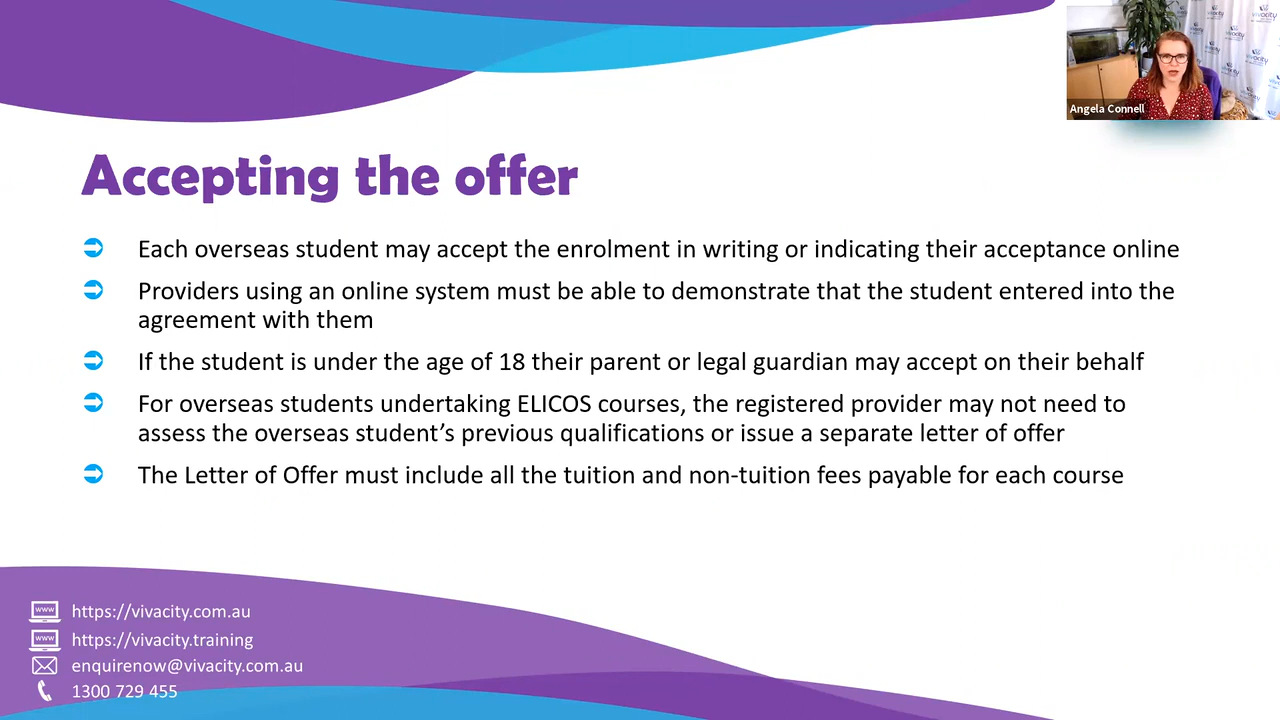 Angela Connell
Accepting the offer
Each overseas student may accept the enrolment in writing or indicating their acceptance online
Providers using an online system must be able to demonstrate that the student entered into the
agreement with them
If the student is under the age of 18 their parent or legal guardian may accept on their behalf
For overseas students undertaking ELICOS courses, the registered provider may not need to
assess the overseas student’s previous qualifications or issue a separate letter of offer
The Letter of Offer must include all the tuition and non-tuition fees payable for each course
www https://vivacity.com.au
www https://vivacity.training
enquirenow@vivacity.com.au
1300 729 455